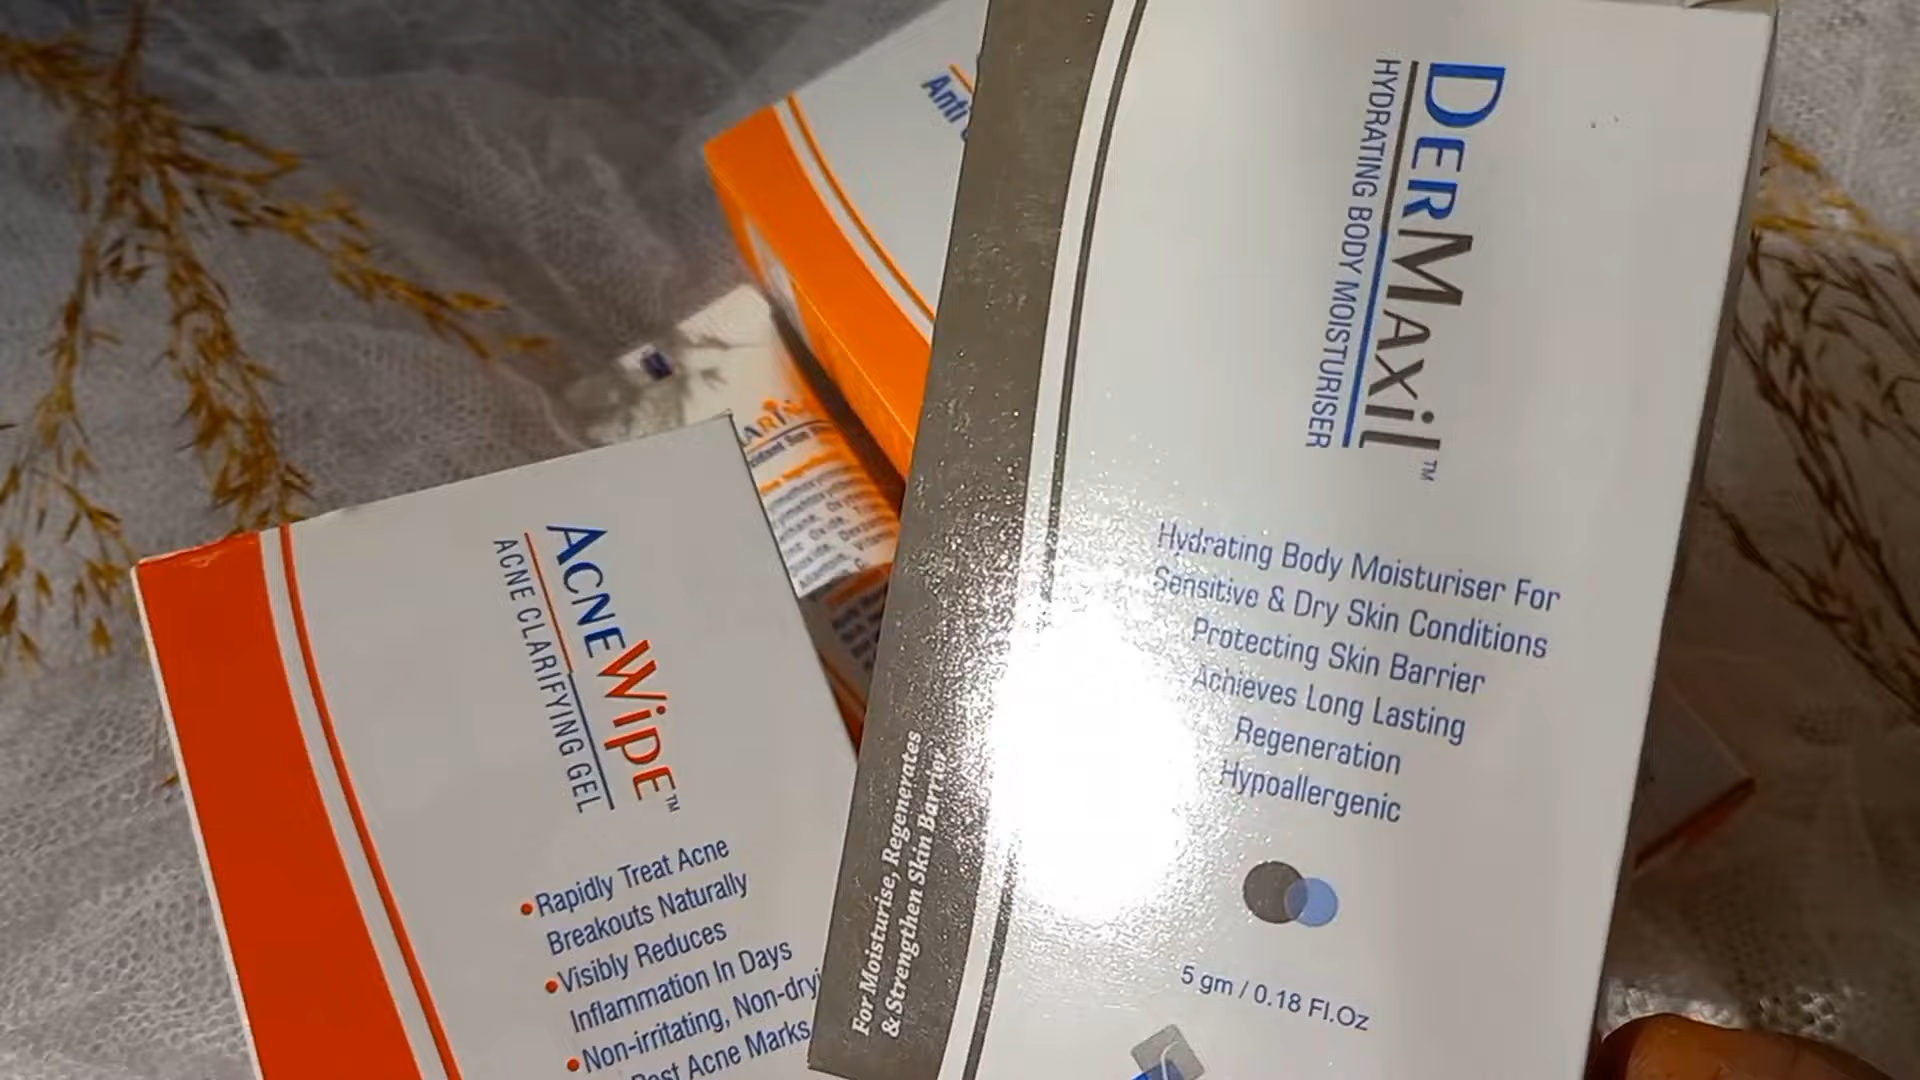 DERMAXIL™
HYDRATING BODY MOISTURISER
Hydrating Body Moisturiser For
Sensitive & Dry Skin Conditions
Protecting Skin Barrier
Achieves Long Lasting
Regeneration
Hypoallergenic
5 gm / 0.18 Fl.Oz
For Moisturise, Regenerates
& Strengthen Skin Barrier
ACNEWIPE™
ACNE CLARIFYING GEL
•Rapidly Treat Acne
Breakouts Naturally
•Visibly Reduces
Inflammation In Days
•Non-irritating,
Acne Marks
Anti